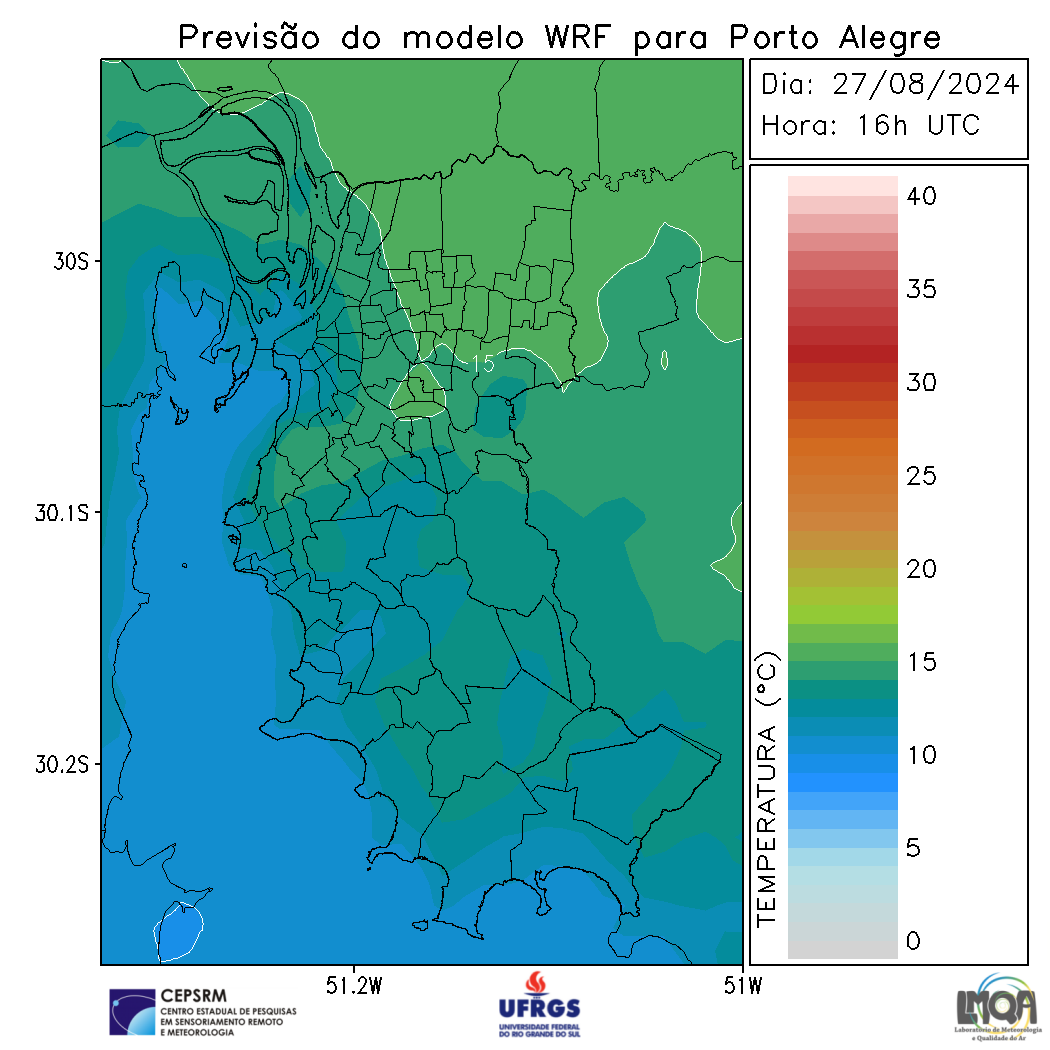 Previsão do modelo WRF para Porto Alegre
Dia: 27/08/2024
Hora: 16h UTC
40
35
30
25
20
15
10
5
0
TEMPERATURA (°C)
15
30S
30.1S
30.2S
51.2W
51W
CEPSRM
CENTRO ESTADUAL DE PESQUISAS
EM SENSORIAMENTO REMOTO
E METEOROLOGIA
UFRGS
UNIVERSIDADE FEDERAL
DO RIO GRANDE DO SUL
LMQA
Laboratório de Meteorologia
e Qualidade do Ar